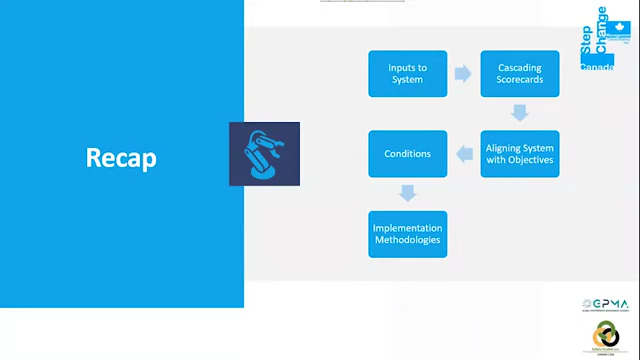 Recap
Inputs to
System
Cascading
Scorecards
Aligning System
with Objectives
Conditions
Implementation
Methodologies
Step
Change
Canada
GPMA